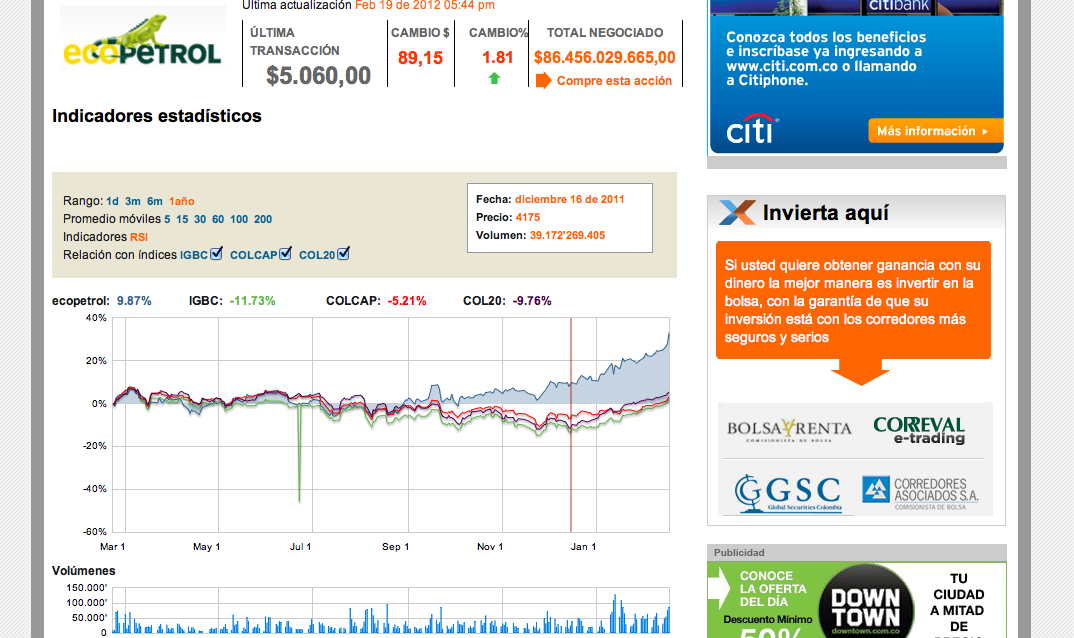 Última actualización Feb 19 de 2012 05:44 pm
ecopetrol
ÚLTIMA TRANSACCIÓN
$5.060,00
CAMBIO $
89,15
CAMBIO%
1.81
TOTAL NEGOCIADO
$86.456.029.665,00
Compre esta acción
Indicadores estadísticos
Rango: 1d 3m 6m 1año
Promedio móviles 5 15 30 60 100 200
Indicadores RSI
Relación con índices IGBC COLCAP COL20
Fecha: diciembre 16 de 2011
Precio: 4175
Volumen: 39.172'269.405
ecopetrol: 9.87% IGBC: -11.73% COLCAP: -5.21% COL20: -9.76%
40%
20%
0%
-20%
-40%
-60%
Mar 1 May 1 Jul 1 Sep 1 Nov 1 Jan 1
Volúmenes
150.000'
100.000'
50.000'
0
citibank
Conozca todos los beneficios
e inscríbase ya ingresando a
www.citi.com.co o llamando
a Citiphone.
citi
Más información
Invierta aquí
Si usted quiere obtener ganancia con su
dinero la mejor manera es invertir en la
bolsa, con la garantía de que su
inversión está con los corredores más
seguros y serios
BOLSA Y RENTA
COMISIONISTA DE BOLSA
CORREVAL
e-trading
GGSC
Global Securities Colombia
CORREDORES
ASOCIADOS S.A.
COMISIONISTA DE BOLSA
Publicidad
CONOCE
LA OFERTA
DEL DÍA
Descuento Mínimo
50%
DOWN
TOWN
downtown.com.co
TU
CIUDAD
A MITAD
DE
PRECIO